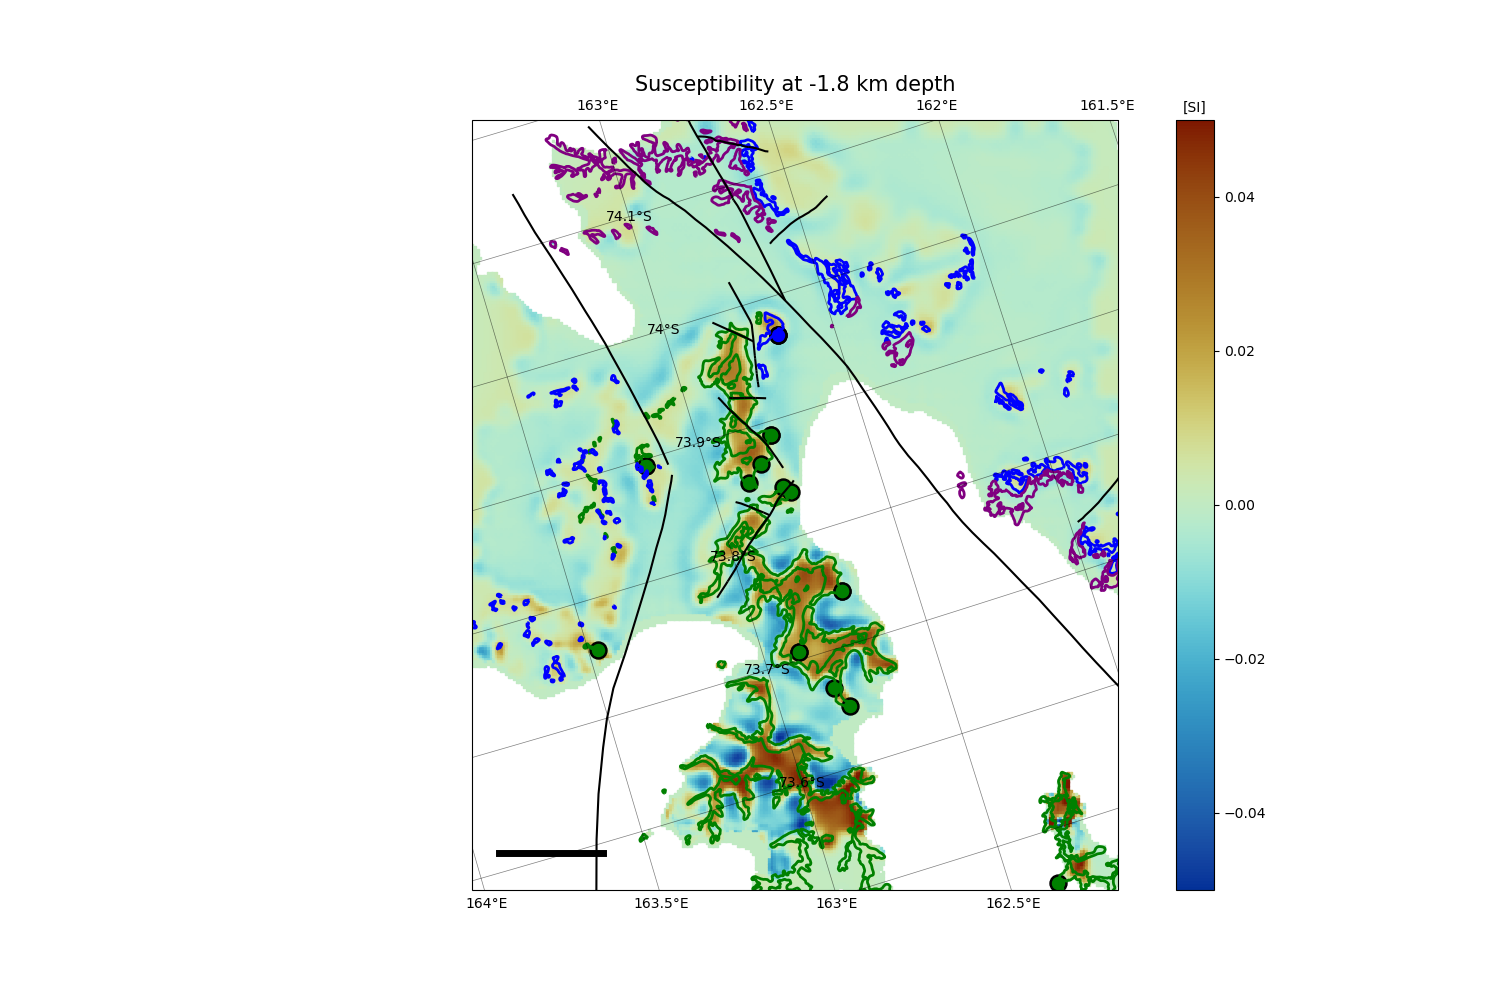 Susceptibility at -1.8 km depth
163°E 162.5°E 162°E 161.5°E
[SI]
0.04
74.1°S
74°S
0.02
73.9°S
0.00
73.8°S
−0.02
73.7°S
73.6°S
−0.04
164°E 163.5°E 163°E 162.5°E